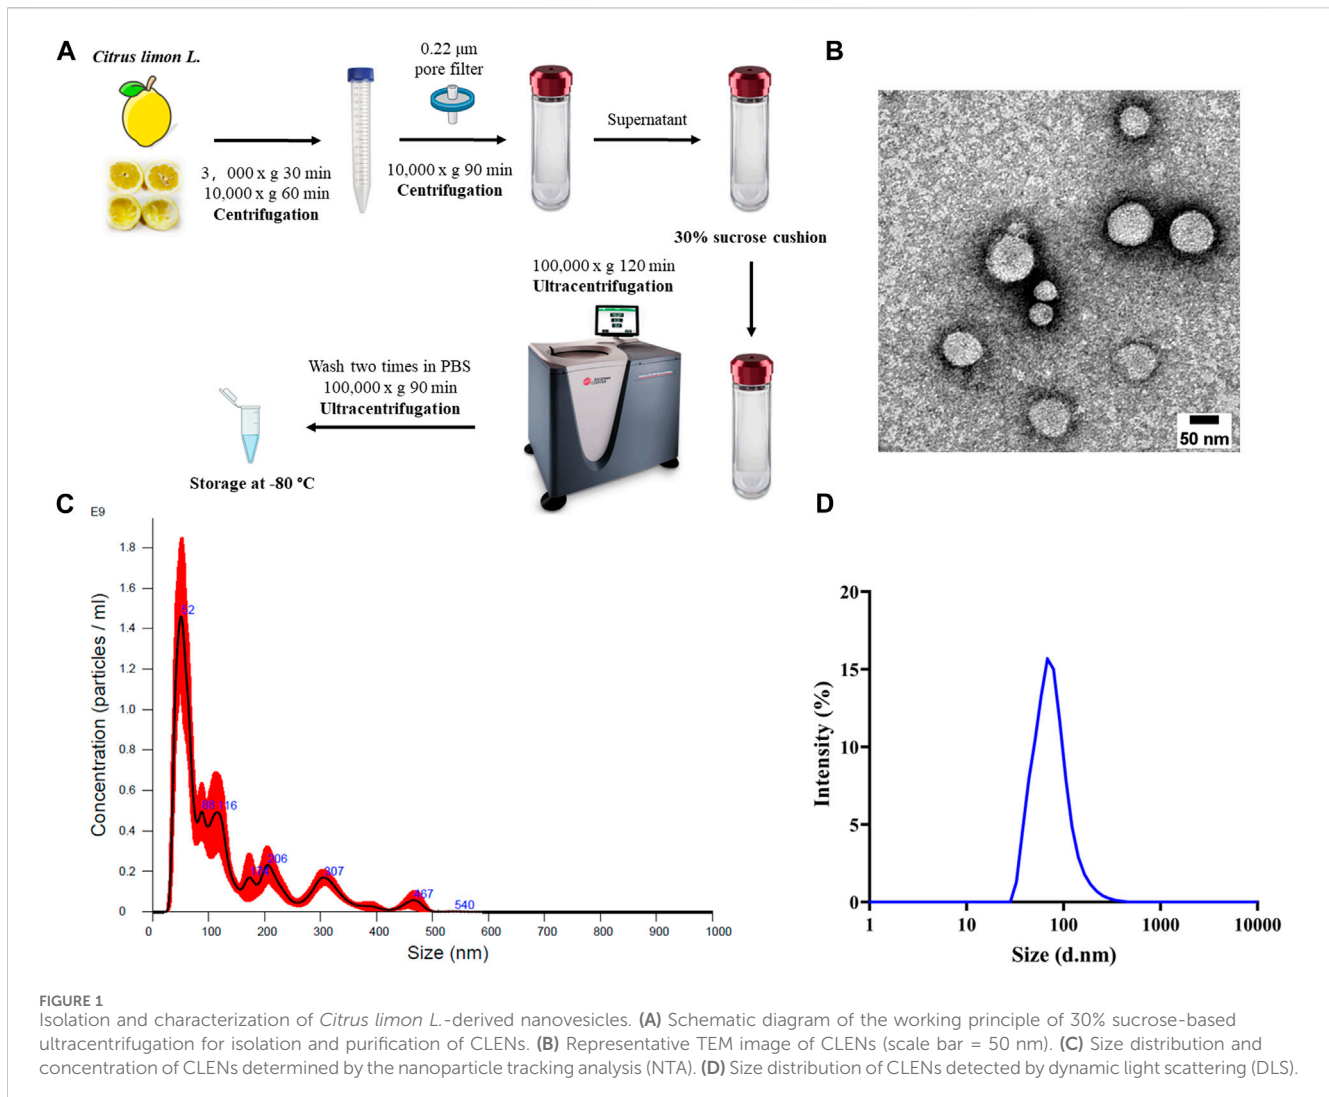 A
Citrus limon L.
3, 000 x g 30 min
10,000 x g 60 min
Centrifugation
0.22 μm
pore filter
10,000 x g 90 min
Centrifugation
Supernatant
30% sucrose cushion
100,000 x g 120 min
Ultracentrifugation
Wash two times in PBS
100,000 x g 90 min
Ultracentrifugation
Storage at -80 °C
B
50 nm
C
E9
Concentration (particles / ml)
1.8
1.6
1.4
1.2
1.0
0.8
0.6
0.4
0.2
0
52
116
206
307
467
540
0 100 200 300 400 500 600 700 800 900 1000
Size (nm)
D
Intensity (%)
20
15
10
5
0
1 10 100 1000 10000
Size (d.nm)
FIGURE 1
Isolation and characterization of Citrus limon L.-derived nanovesicles. (A) Schematic diagram of the working principle of 30% sucrose-based
ultracentrifugation for isolation and purification of CLENs. (B) Representative TEM image of CLENs (scale bar = 50 nm). (C) Size distribution and
concentration of CLENs determined by the nanoparticle tracking analysis (NTA). (D) Size distribution of CLENs detected by dynamic light scattering (DLS).